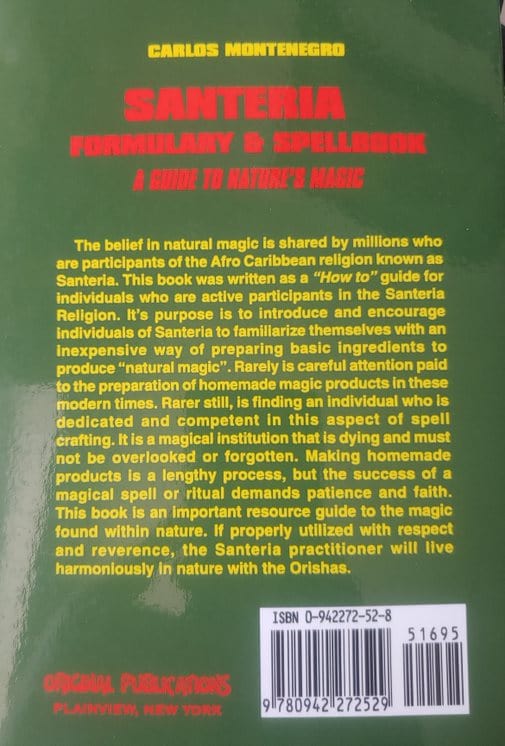 CARLOS MONTENEGRO
SANTERIA
FORMULARY & SPELLBOOK
A GUIDE TO NATURE'S MAGIC
The belief in natural magic is shared by millions who
are participants of the Afro Caribbean religion known as
Santeria. This book was written as a "How to" guide for
individuals who are active participants in the Santeria
Religion. It's purpose is to introduce and encourage
individuals of Santeria to familiarize themselves with an
inexpensive way of preparing basic ingredients to
produce "natural magic". Rarely is careful attention paid
to the preparation of homemade magic products in these
modern times. Rarer still, is finding an individual who is
dedicated and competent in this aspect of spell
crafting. It is a magical institution that is dying and must
not be overlooked or forgotten. Making homemade
products is a lengthy process, but the success of a
magical spell or ritual demands patience and faith.
This book is an important resource guide to the magic
found within nature. If properly utilized with respect
and reverence, the Santeria practitioner will live
harmoniously in nature with the Orishas.
ISBN 0-942272-52-8
51695
9 780942 272529
ORIGINAL PUBLICATIONS
PLAINVIEW, NEW YORK